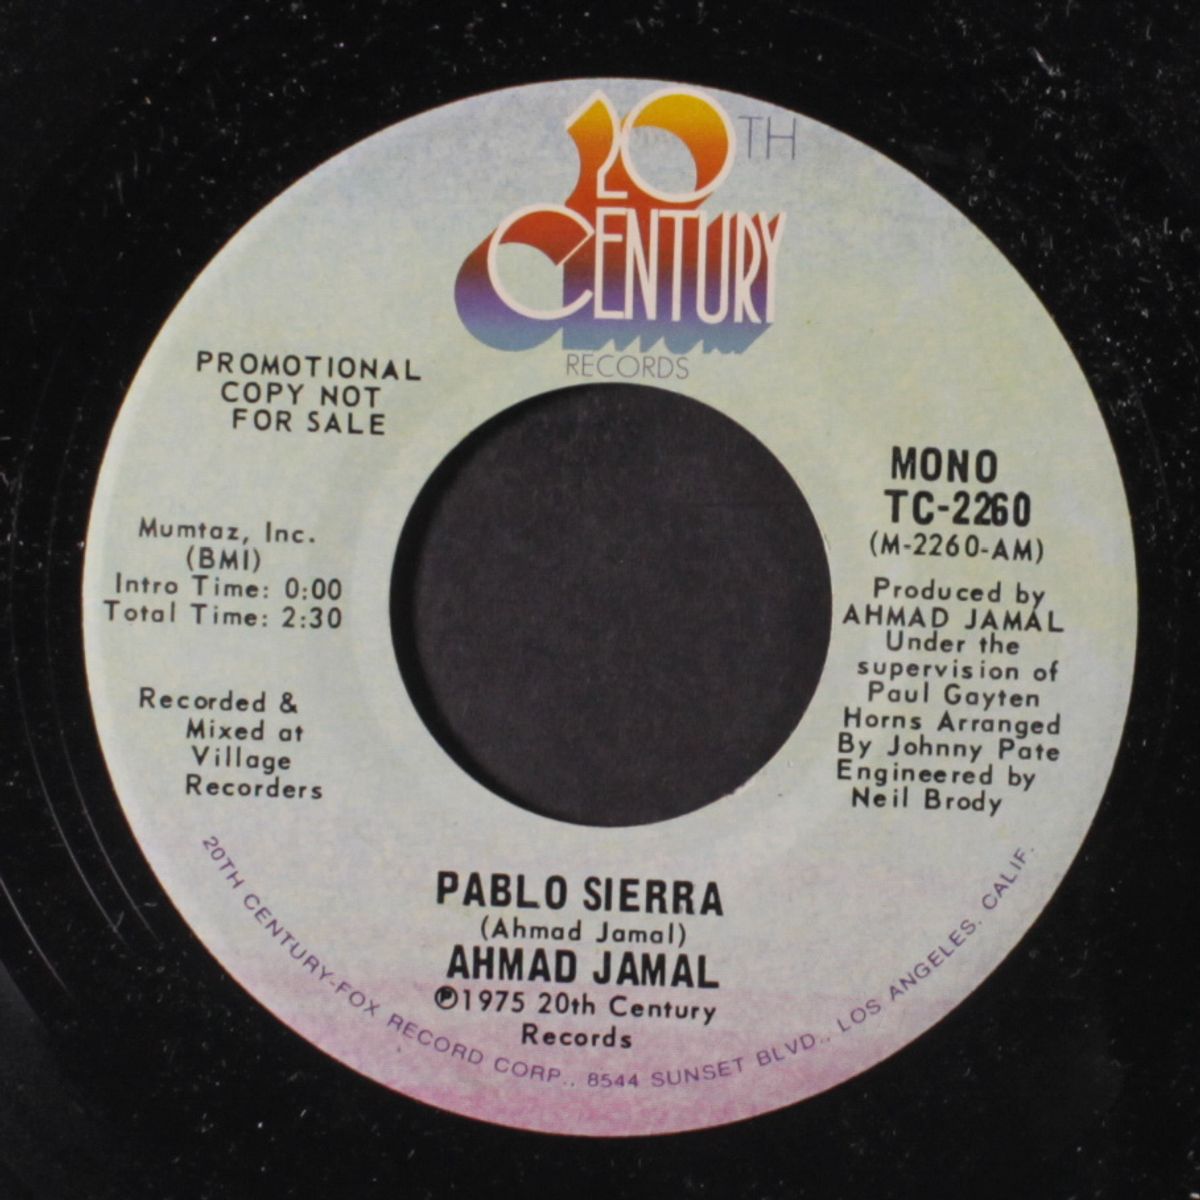 20TH
CENTURY
RECORDS
PROMOTIONAL
COPY NOT
FOR SALE
MONO
TC-2260
(M-2260-AM)
Mumtaz, Inc.
(BMI)
Intro Time: 0:00
Total Time: 2:30
Produced by
AHMAD JAMAL
Under the
supervision of
Paul Gayten
Horns Arranged
By Johnny Pate
Engineered by
Neil Brody
Recorded &
Mixed at
Village
Recorders
PABLO SIERRA
(Ahmad Jamal)
AHMAD JAMAL
℗1975 20th Century
Records
20TH CENTURY-FOX RECORD CORP., 8544 SUNSET BLVD., LOS ANGELES, CALIF.